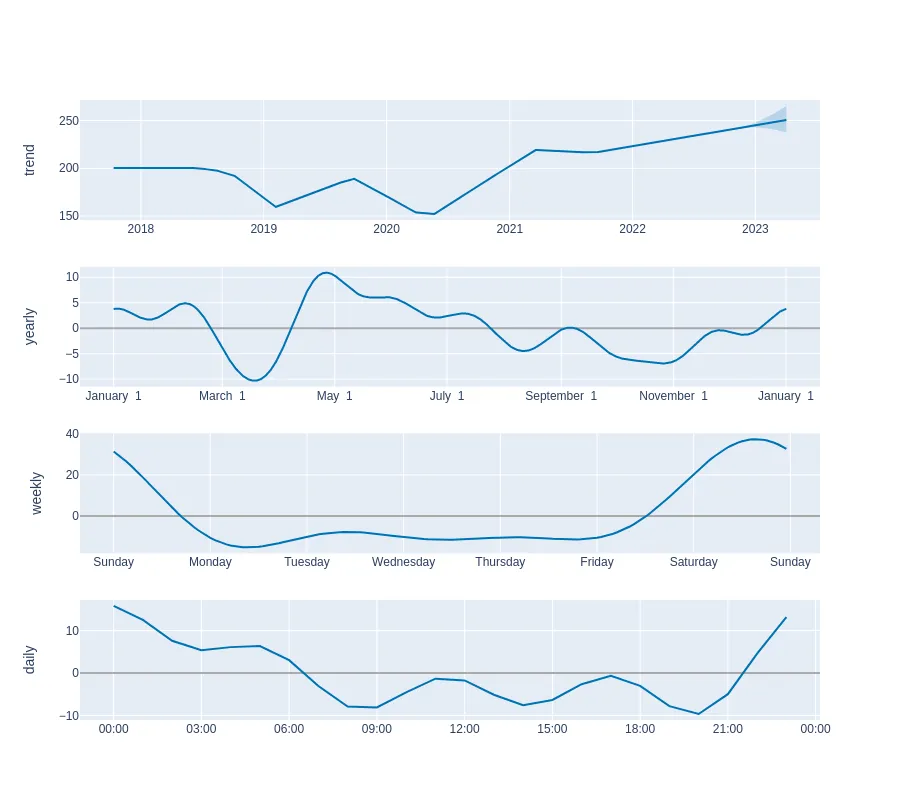 trend
250
200
150
2018 2019 2020 2021 2022 2023
yearly
10
5
0
−5
−10
January 1 March 1 May 1 July 1 September 1 November 1 January 1
weekly
40
20
0
Sunday Monday Tuesday Wednesday Thursday Friday Saturday Sunday
daily
10
0
−10
00:00 03:00 06:00 09:00 12:00 15:00 18:00 21:00 00:00